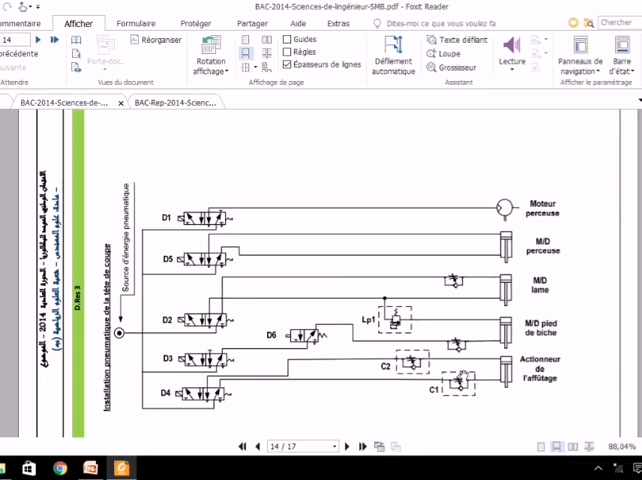 BAC-2014-Sciences-de-lingénieur-SMB.pdf - Foxit Reader
ommentaire Afficher Formulaire Protéger Partager Aide Extras Dites-moi ce que vous voulez fa Chercher
14
récédente
uivante
Atteindre
Porte-doc.
Réorganiser
Vues du document
Rotation affichage
Guides
Règles
Épaisseurs de lignes
Affichage de page
Défilement automatique
Texte défilant
Loupe
Grossisseur
Assistant
Lecture
Panneaux de navigation
Barre d'état
Afficher le paramétrage
BAC-2014-Sciences-de-... × BAC-Rep-2014-Scienc...
D.Res 3
Installation pneumatique de la tête de coupe
Source d'énergie pneumatique
D1
Moteur perceuse
D5
M/D perceuse
M/D lame
D2
Lp1
D6
M/D pied de biche
D3
C2
Actionneur de l'affûtage
D4
C1
14 / 17
88,04%